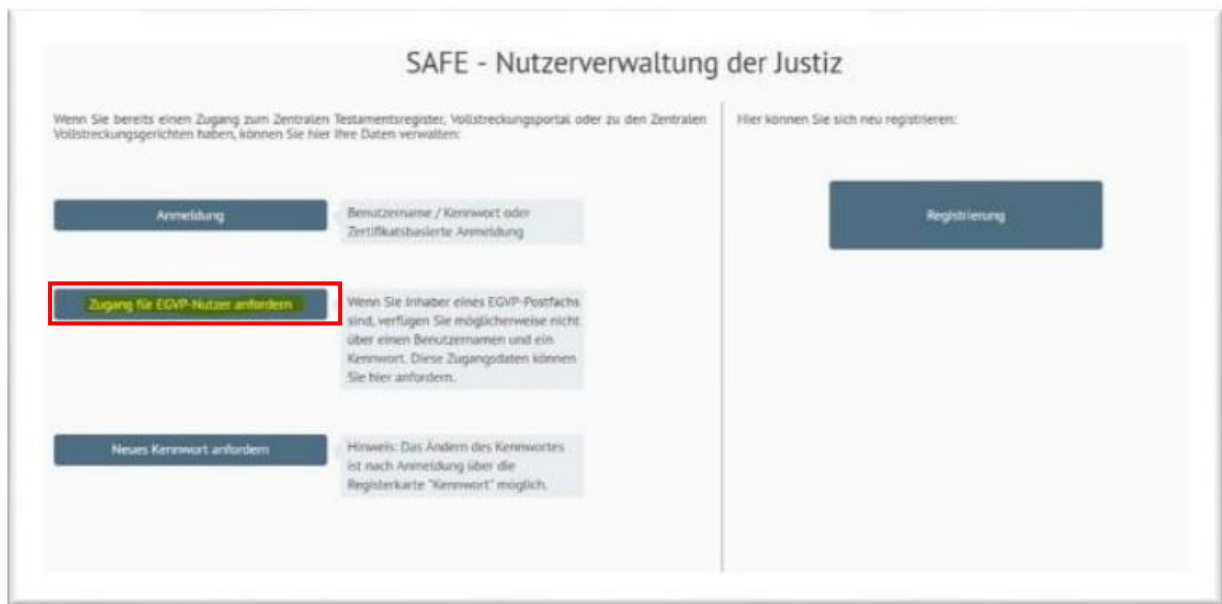 SAFE - Nutzerverwaltung der Justiz
Wenn Sie bereits einen Zugang zum Zentralen Testamentsregister, Vollstreckungsportal oder zu den Zentralen
Vollstreckungsgerichten haben, können Sie hier Ihre Daten verwalten:
Anmeldung
Benutzername / Kennwort oder
Zertifikatsbasierte Anmeldung
Zugang für EGVP-Nutzer anfordern
Wenn Sie Inhaber eines EGVP-Postfachs
sind, verfügen Sie möglicherweise nicht
über einen Benutzernamen und ein
Kennwort. Diese Zugangsdaten können
Sie hier anfordern.
Neues Kennwort anfordern
Hinweis: Das Ändern des Kennwortes
ist nach Anmeldung über die
Registerkarte "Kennwort" möglich.
Hier können Sie sich neu registrieren:
Registrierung